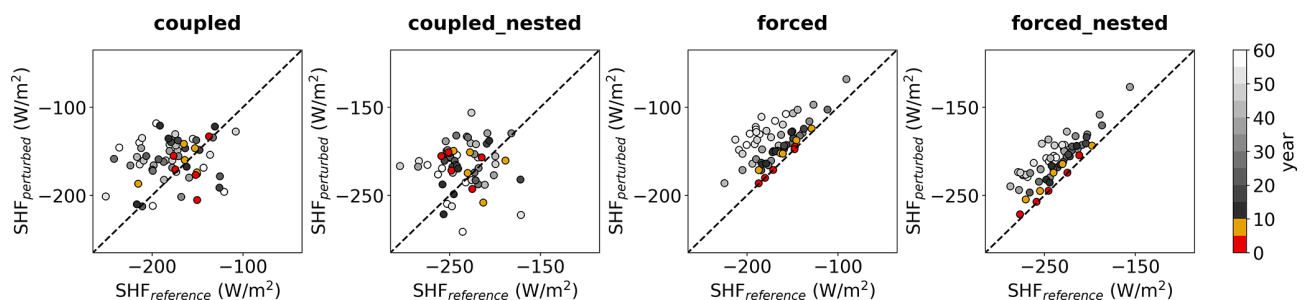 coupled
coupled_nested
forced
forced_nested
SHF_perturbed (W/m²)
−100
−200
−200
−100
SHF_reference (W/m²)
SHF_perturbed (W/m²)
−150
−250
−250
−150
SHF_reference (W/m²)
SHF_perturbed (W/m²)
−100
−200
−200
−100
SHF_reference (W/m²)
SHF_perturbed (W/m²)
−150
−250
−250
−150
SHF_reference (W/m²)
60
50
40
30
20
10
0
year